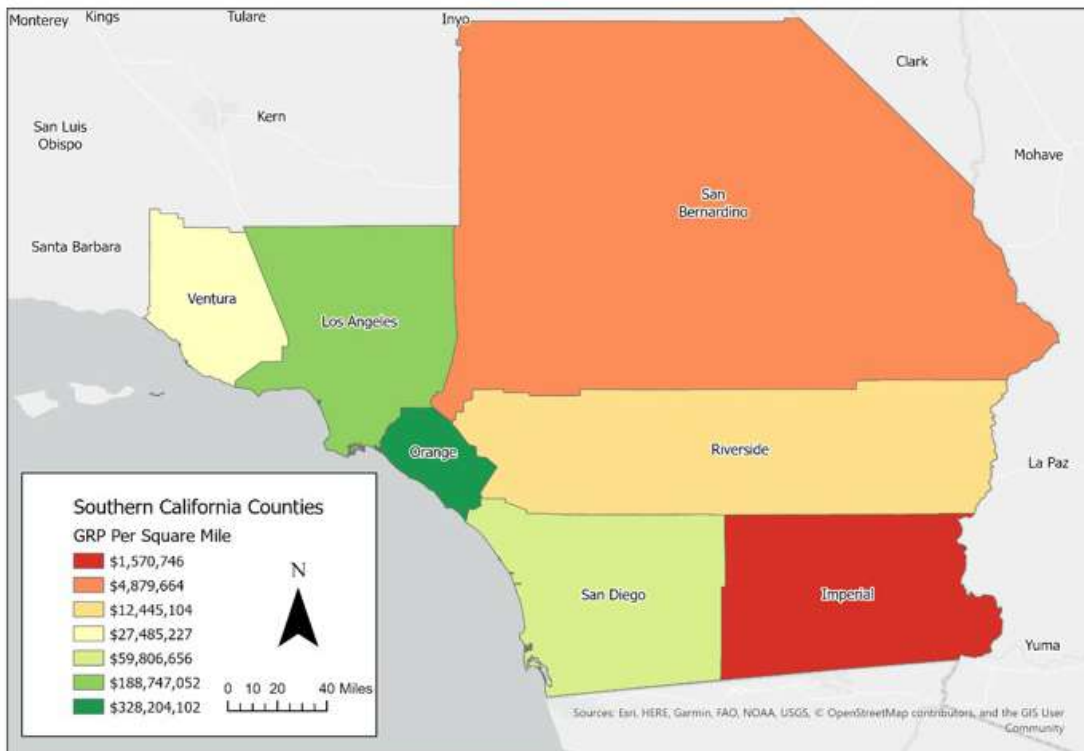 Monterey
Kings
Tulare
Inyo
Clark
Kern
San Luis
Obispo
Mohave
San
Bernardino
Santa Barbara
Ventura
Los Angeles
Orange
Riverside
La Paz
San Diego
Imperial
Yuma
Southern California Counties
GRP Per Square Mile
$1,570,746
$4,879,664
$12,445,104
$27,485,227
$59,806,656
$188,747,052
$328,204,102
N
0 10 20 40 Miles
Sources: Esri, HERE, Garmin, FAO, NOAA, USGS, © OpenStreetMap contributors, and the GIS User
Community